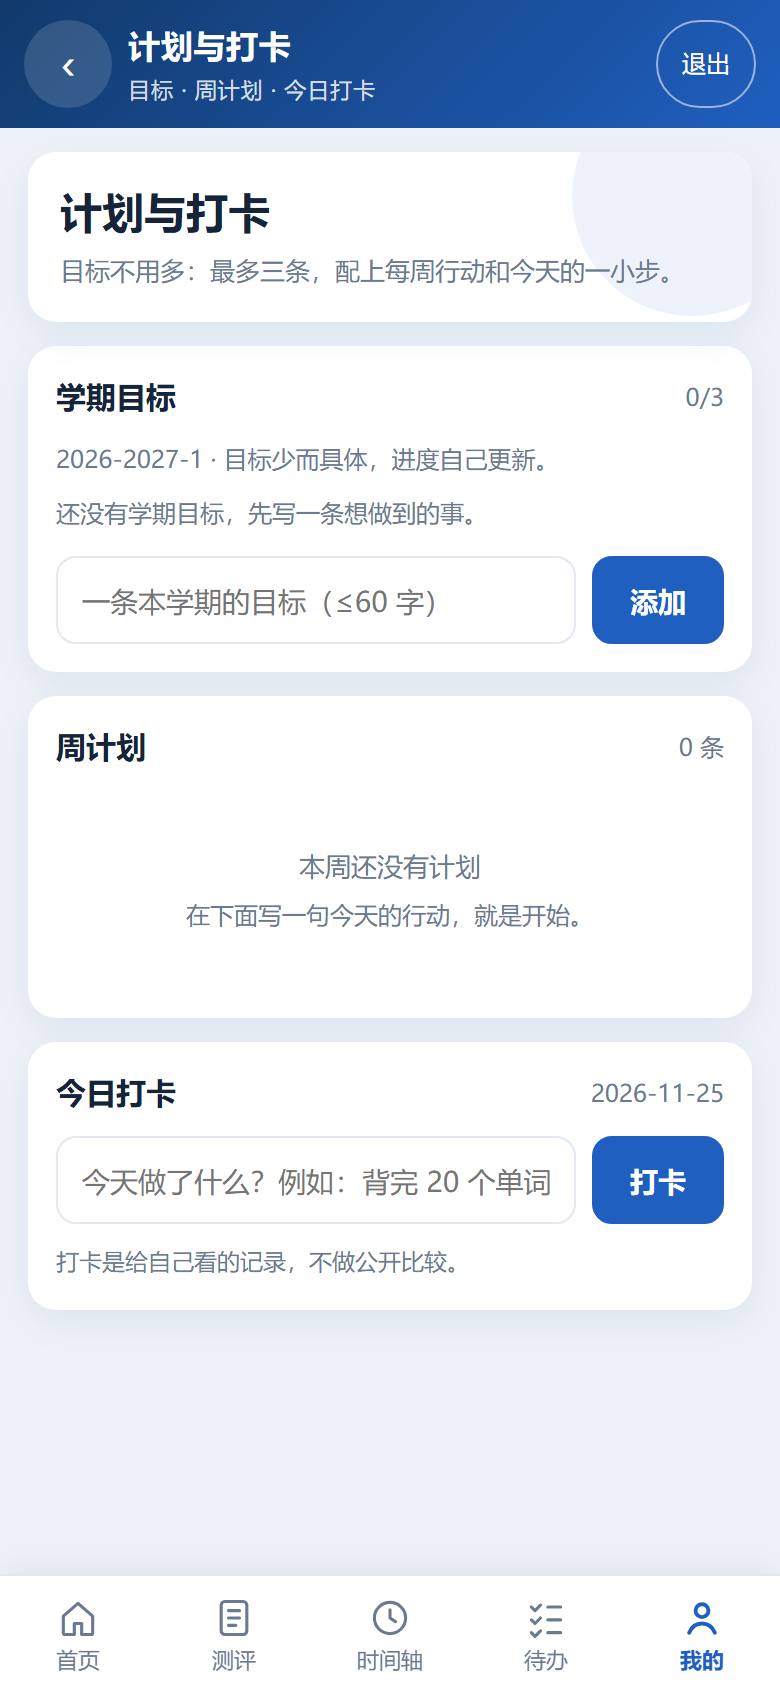 ‹
计划与打卡
目标 · 周计划 · 今日打卡
退出
计划与打卡
目标不用多：最多三条，配上每周行动和今天的一小步。
学期目标
0/3
2026-2027-1 · 目标少而具体，进度自己更新。
还没有学期目标，先写一条想做到的事。
一条本学期的目标（≤60 字）
添加
周计划
0 条
本周还没有计划
在下面写一句今天的行动，就是开始。
今日打卡
2026-11-25
今天做了什么？例如：背完 20 个单词
打卡
打卡是给自己看的记录，不做公开比较。
首页
测评
时间轴
待办
我的